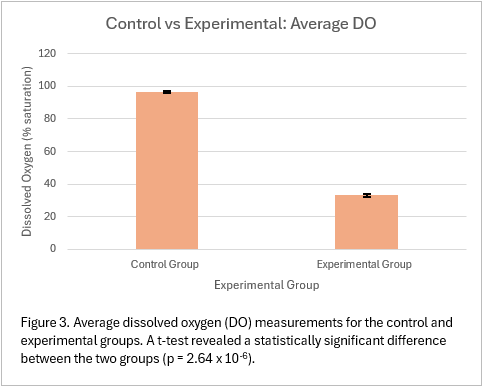 Control vs Experimental: Average DO
Dissolved Oxygen (% saturation)
120
100
80
60
40
20
0
Control Group
Experimental Group
Experimental Group
Figure 3. Average dissolved oxygen (DO) measurements for the control and
experimental groups. A t-test revealed a statistically significant difference
between the two groups (p = 2.64 x 10⁻⁶).